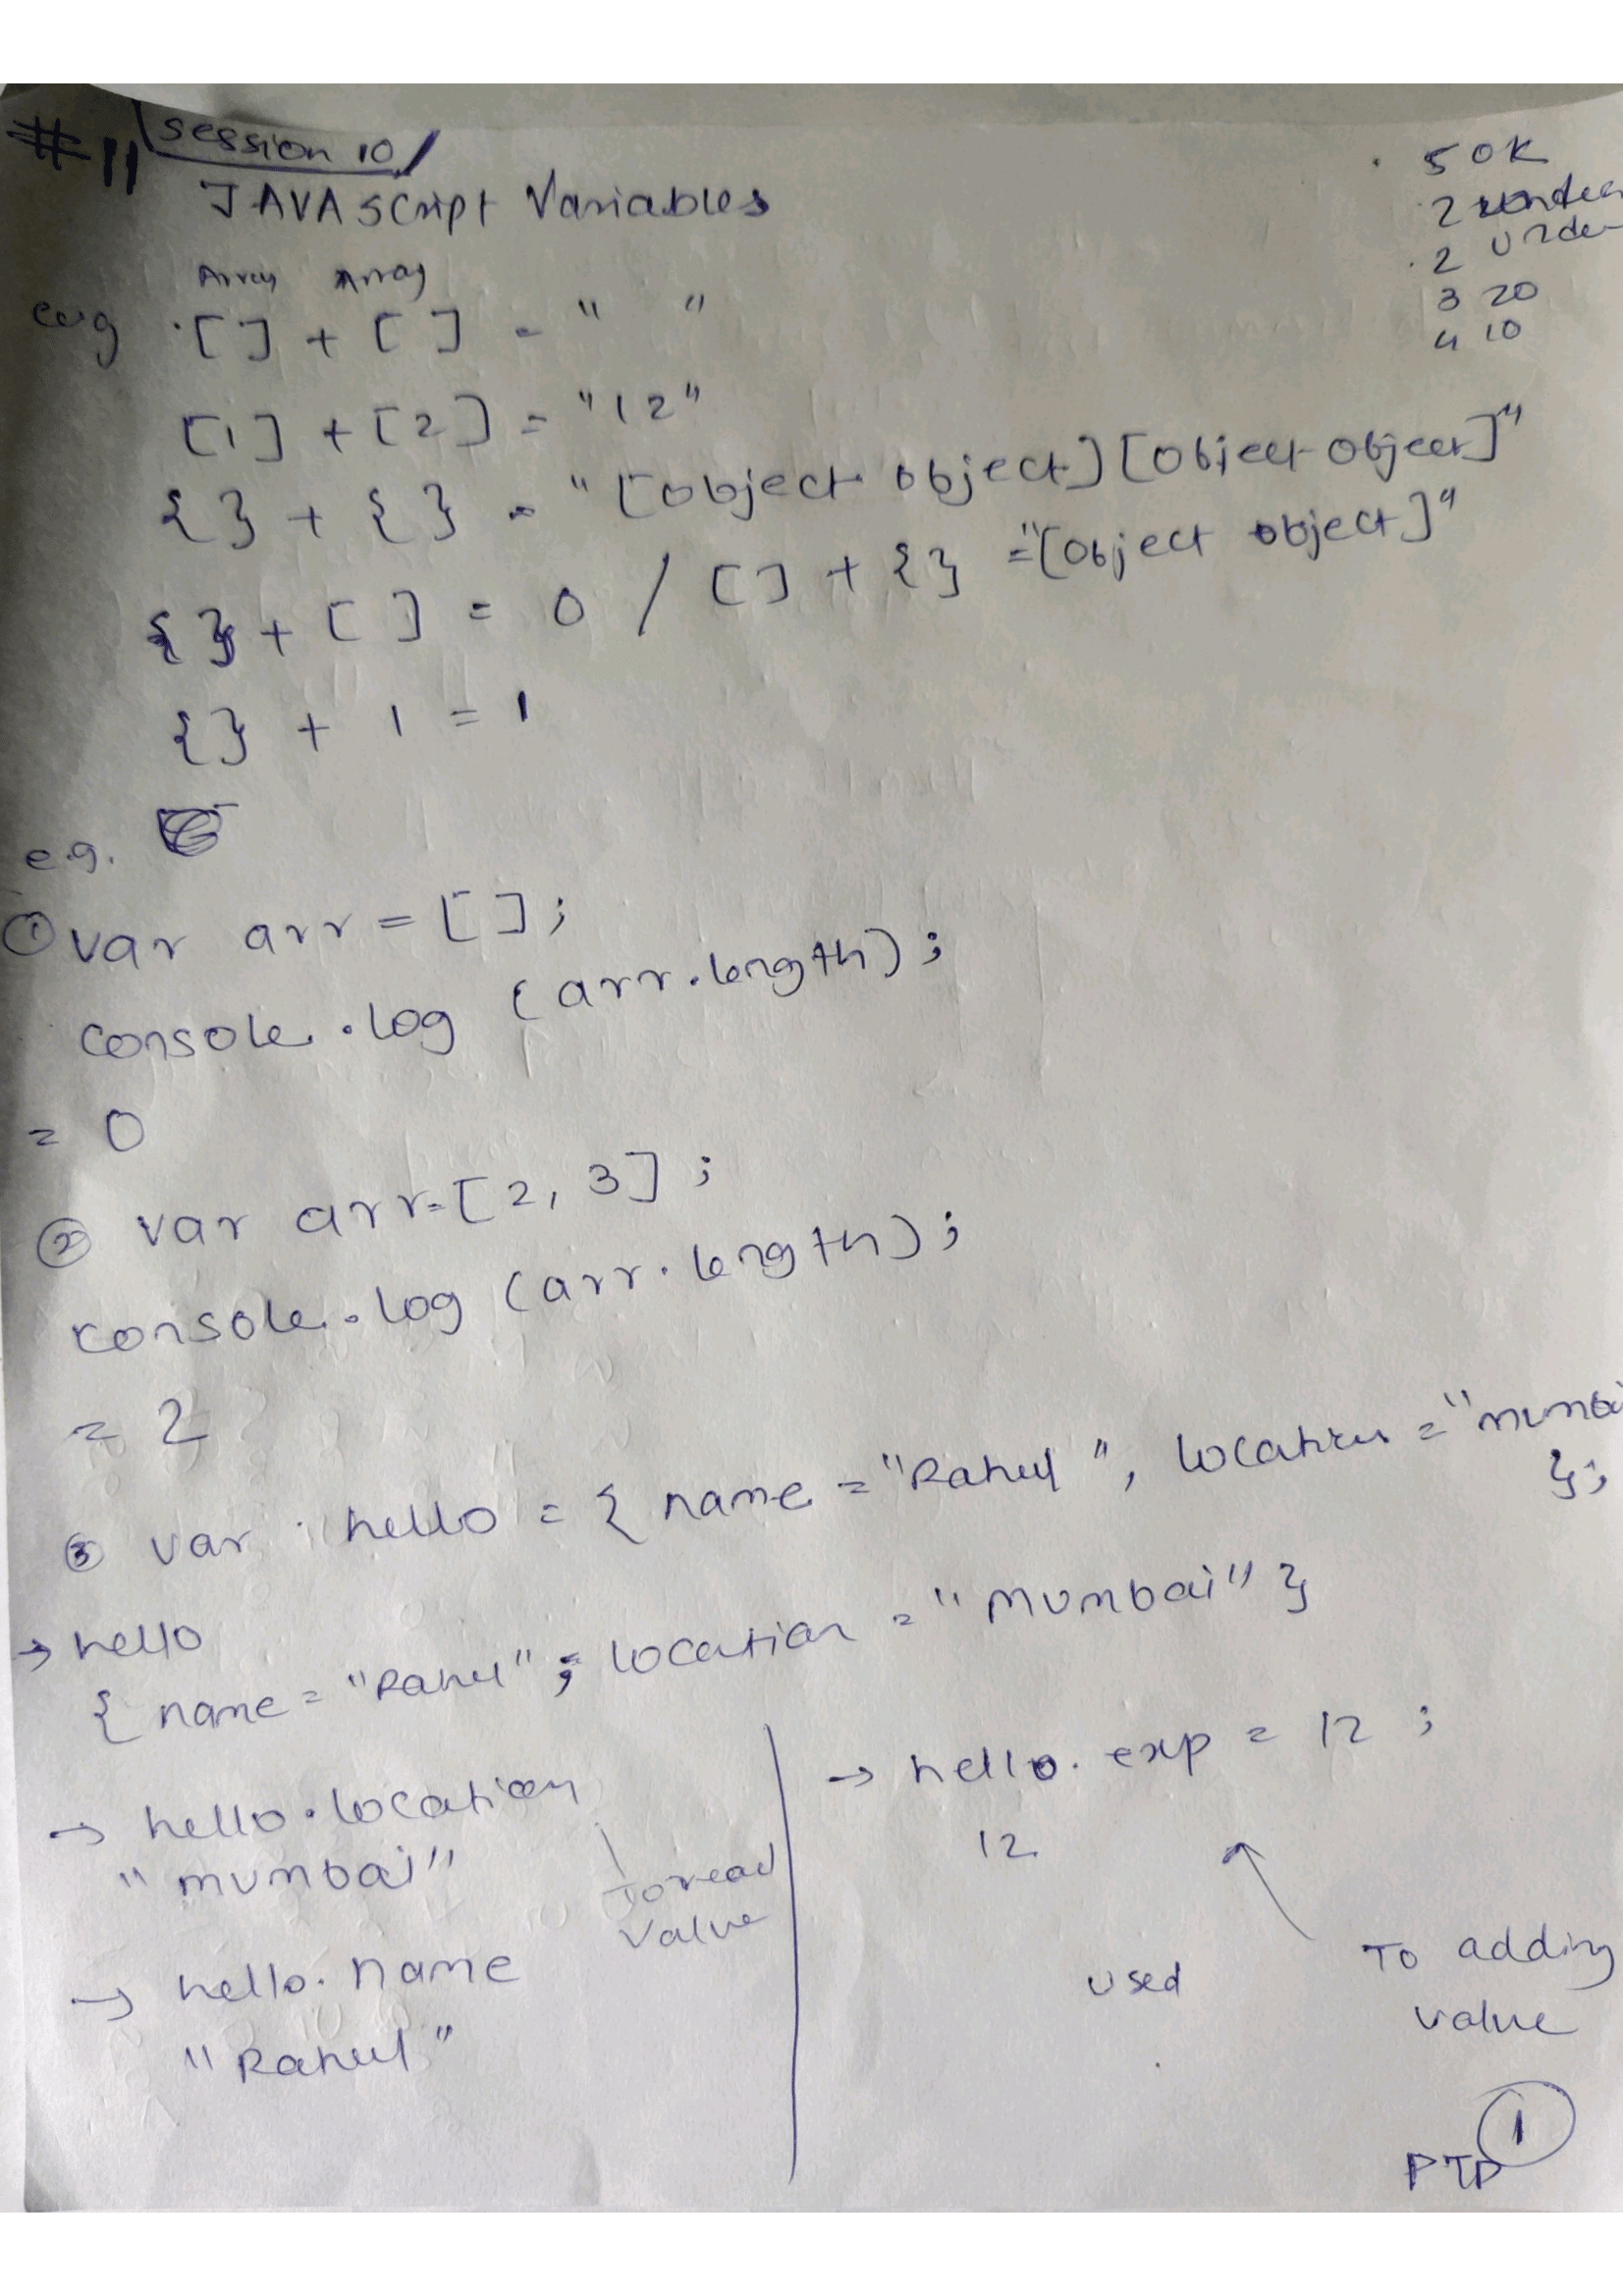 #11 session 10
JAVAScript Variables
50K
2 under
2 Under
3 20
4 10
Array Array
eg [] + [] = " "
[1] + [2] = "12"
{} + {} = "[object object][object object]"
{} + [] = 0 / [] + {} = "[object object]"
{} + 1 = 1
e.g.
① var arr = [];
console.log (arr.length);
= 0
② var arr = [2, 3];
console.log (arr.length);
= 2
③ var hello = { name = "Rahul", location = "mumbai
};
→ hello
{ name = "Rahul"; location = "Mumbai" }
→ hello.location
"mumbai"
To read
value
→ hello.name
"Rahul"
→ hello.exp = 12 ;
12
used
To adding
value
1
PTO